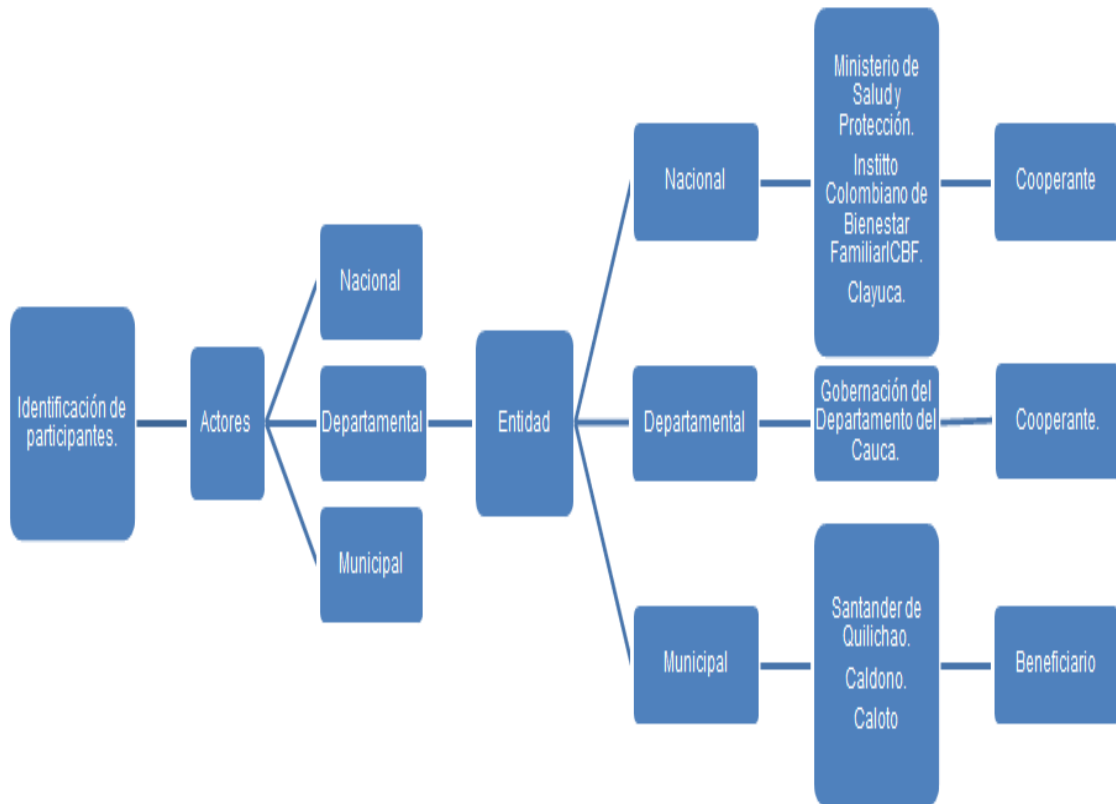 Identificación de
participantes.
Actores
Nacional
Departamental
Municipal
Entidad
Nacional
Ministerio de
Salud y
Protección.
Institto
Colombiano de
Bienestar
FamiliarICBF.
Clayuca.
Cooperante
Departamental
Gobernación del
Departamento del
Cauca.
Cooperante.
Municipal
Santander de
Quilichao.
Caldono.
Caloto
Beneficiario